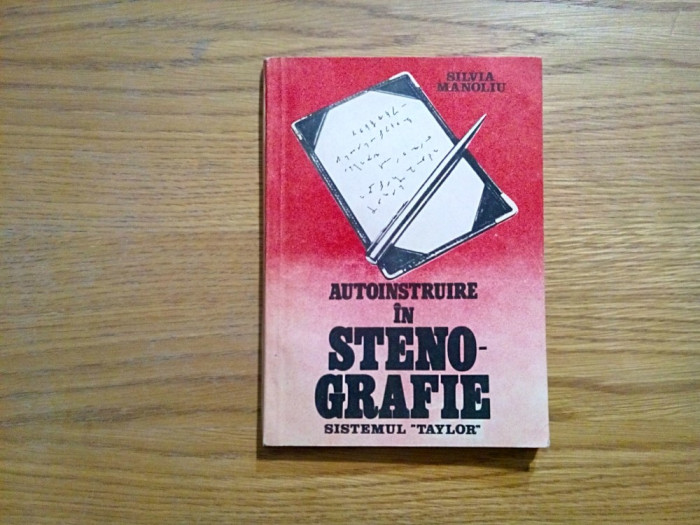 SILVIA
MANOLIU
AUTOINSTRUIRE
ÎN
STENO-
GRAFIE
SISTEMUL "TAYLOR"